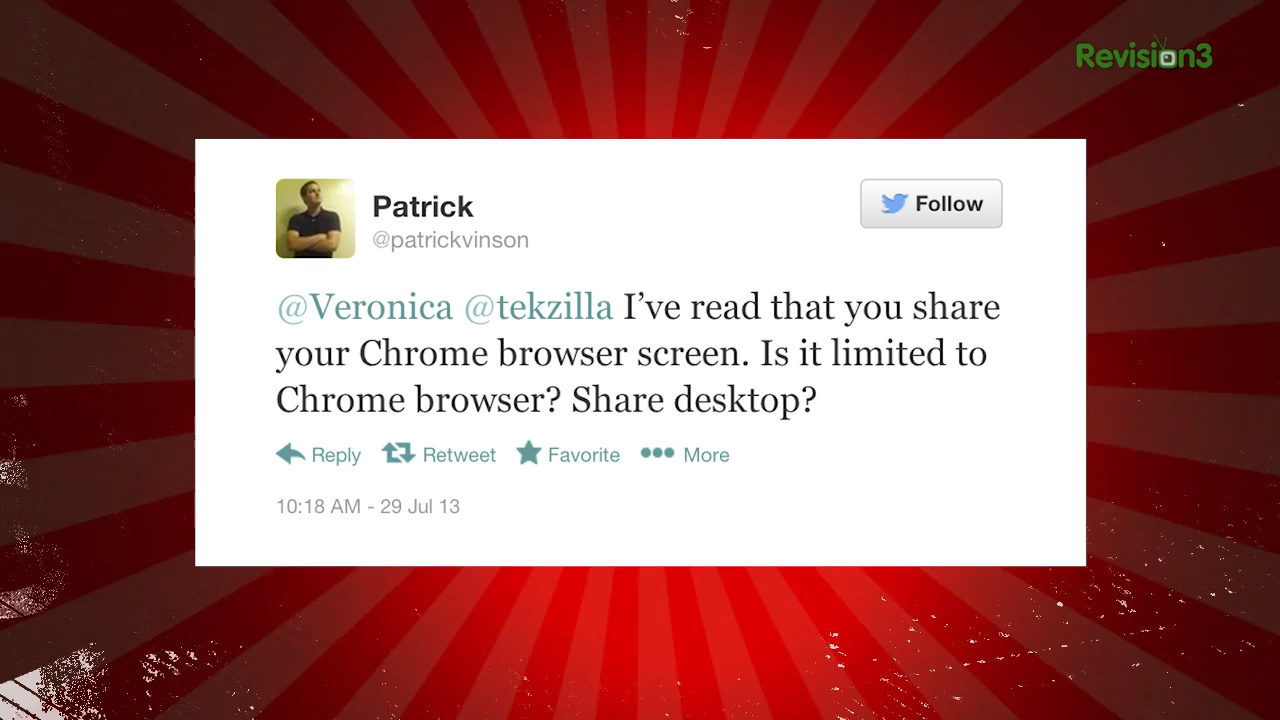 Revision3
Patrick
Follow
@patrickvinson
@Veronica @tekzilla I’ve read that you share
your Chrome browser screen. Is it limited to
Chrome browser? Share desktop?
Reply Retweet Favorite More
10:18 AM - 29 Jul 13